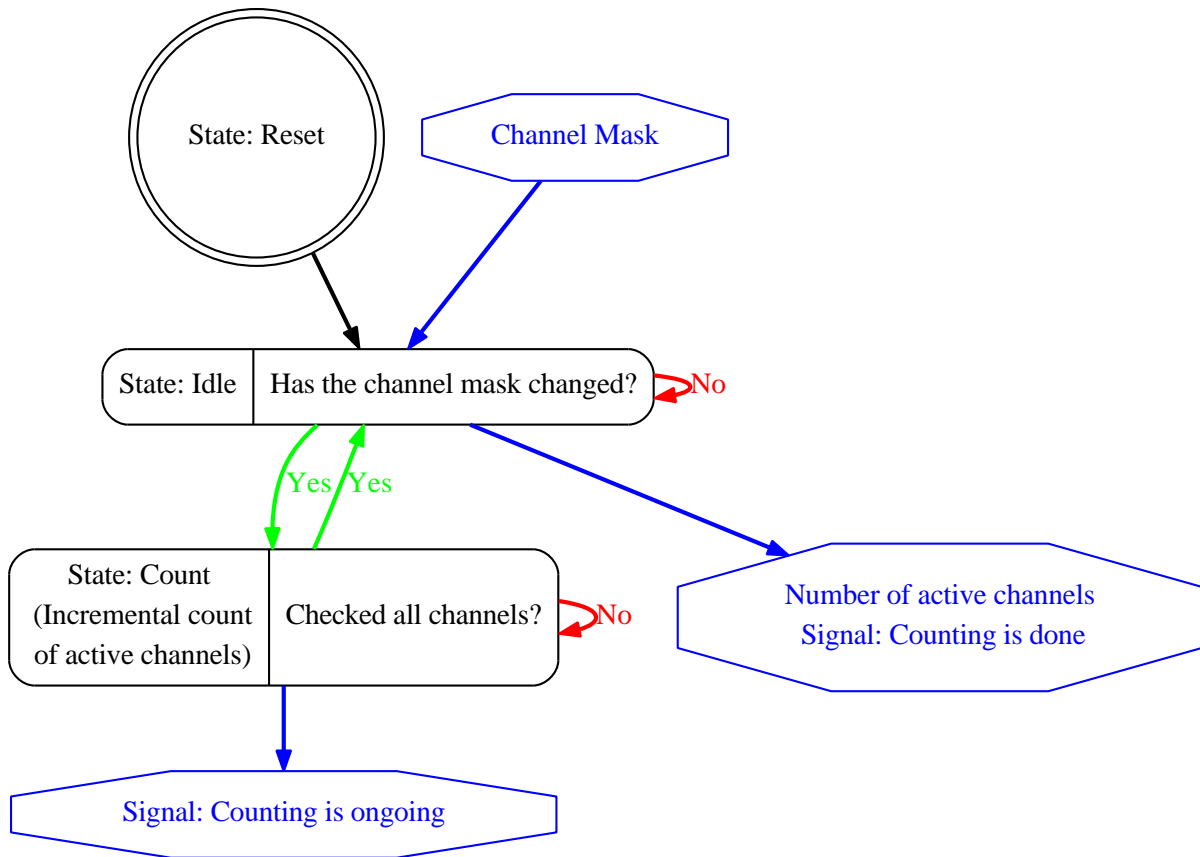 State: Reset
Channel Mask
State: Idle
Has the channel mask changed?
No
Yes
Yes
State: Count
(Incremental count
of active channels)
Checked all channels?
No
Number of active channels
Signal: Counting is done
Signal: Counting is ongoing